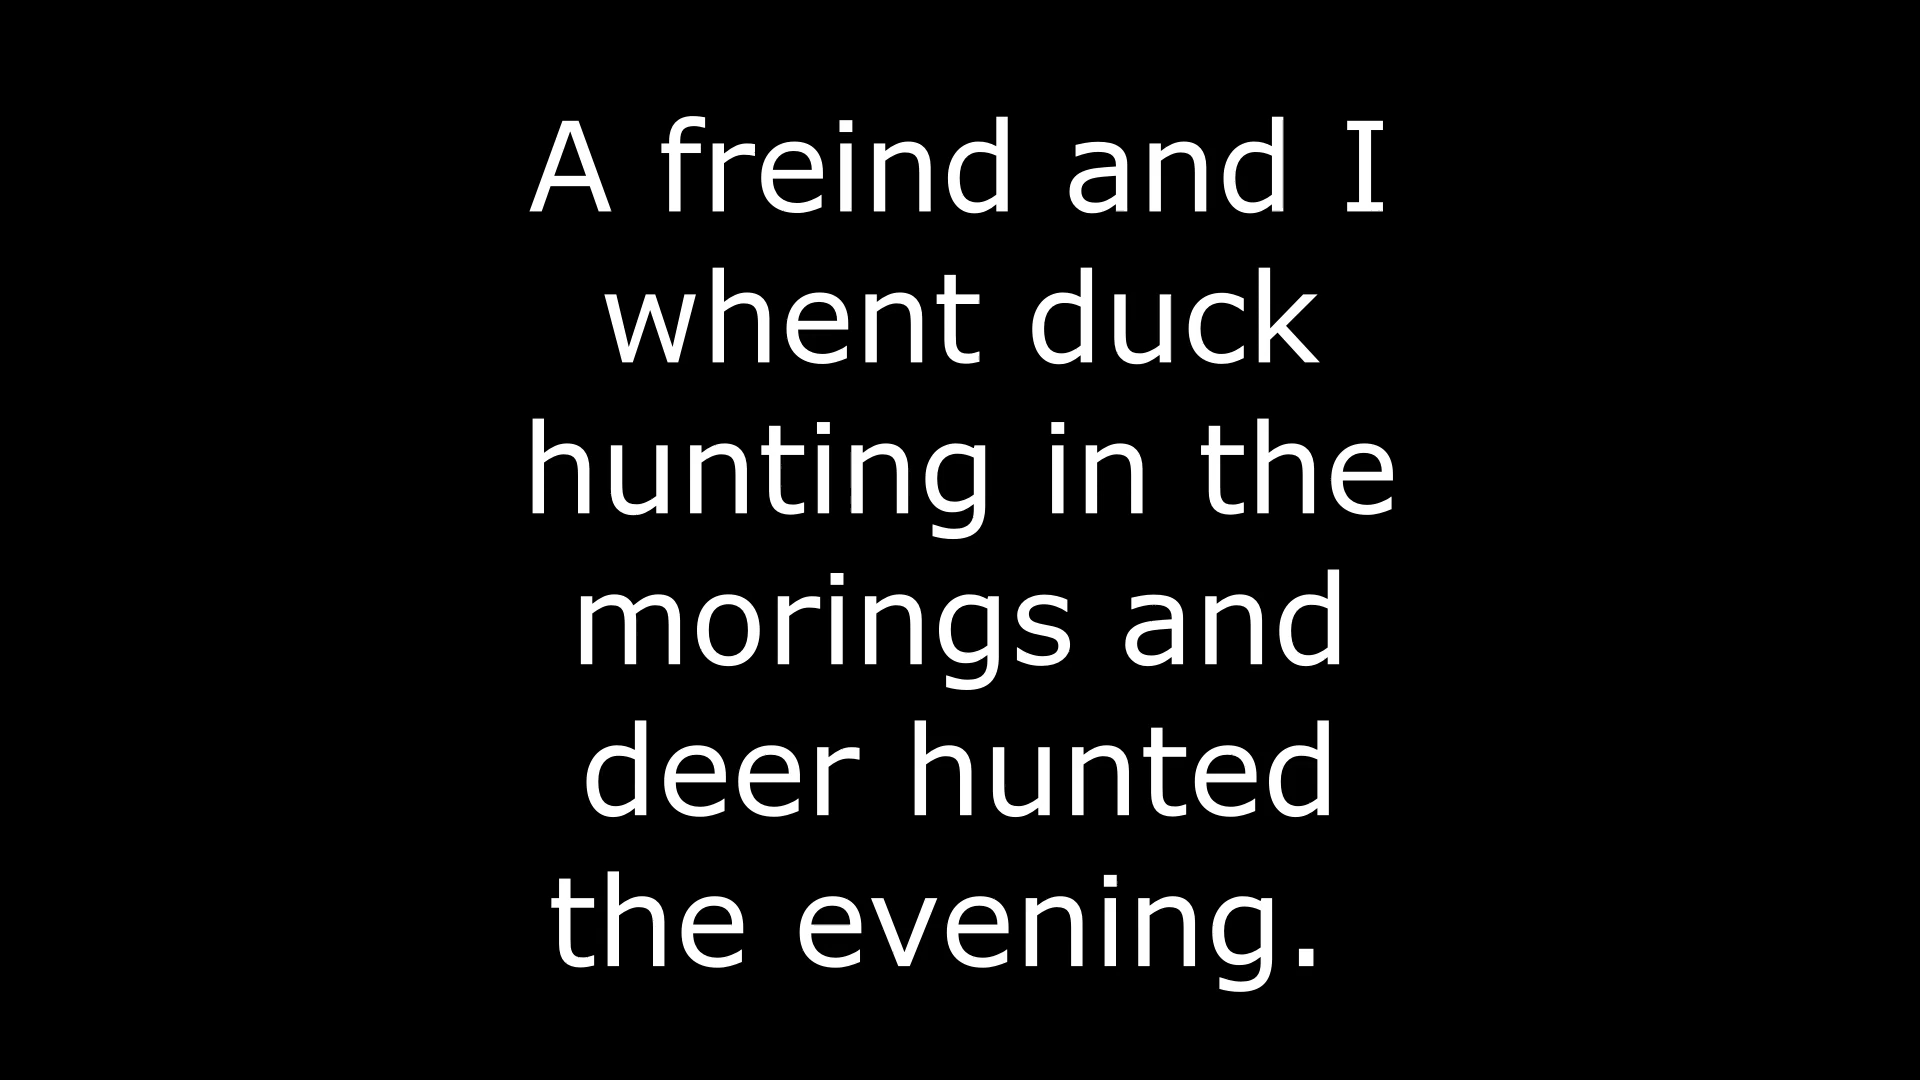 A freind and I
whent duck
hunting in the
morings and
deer hunted
the evening.